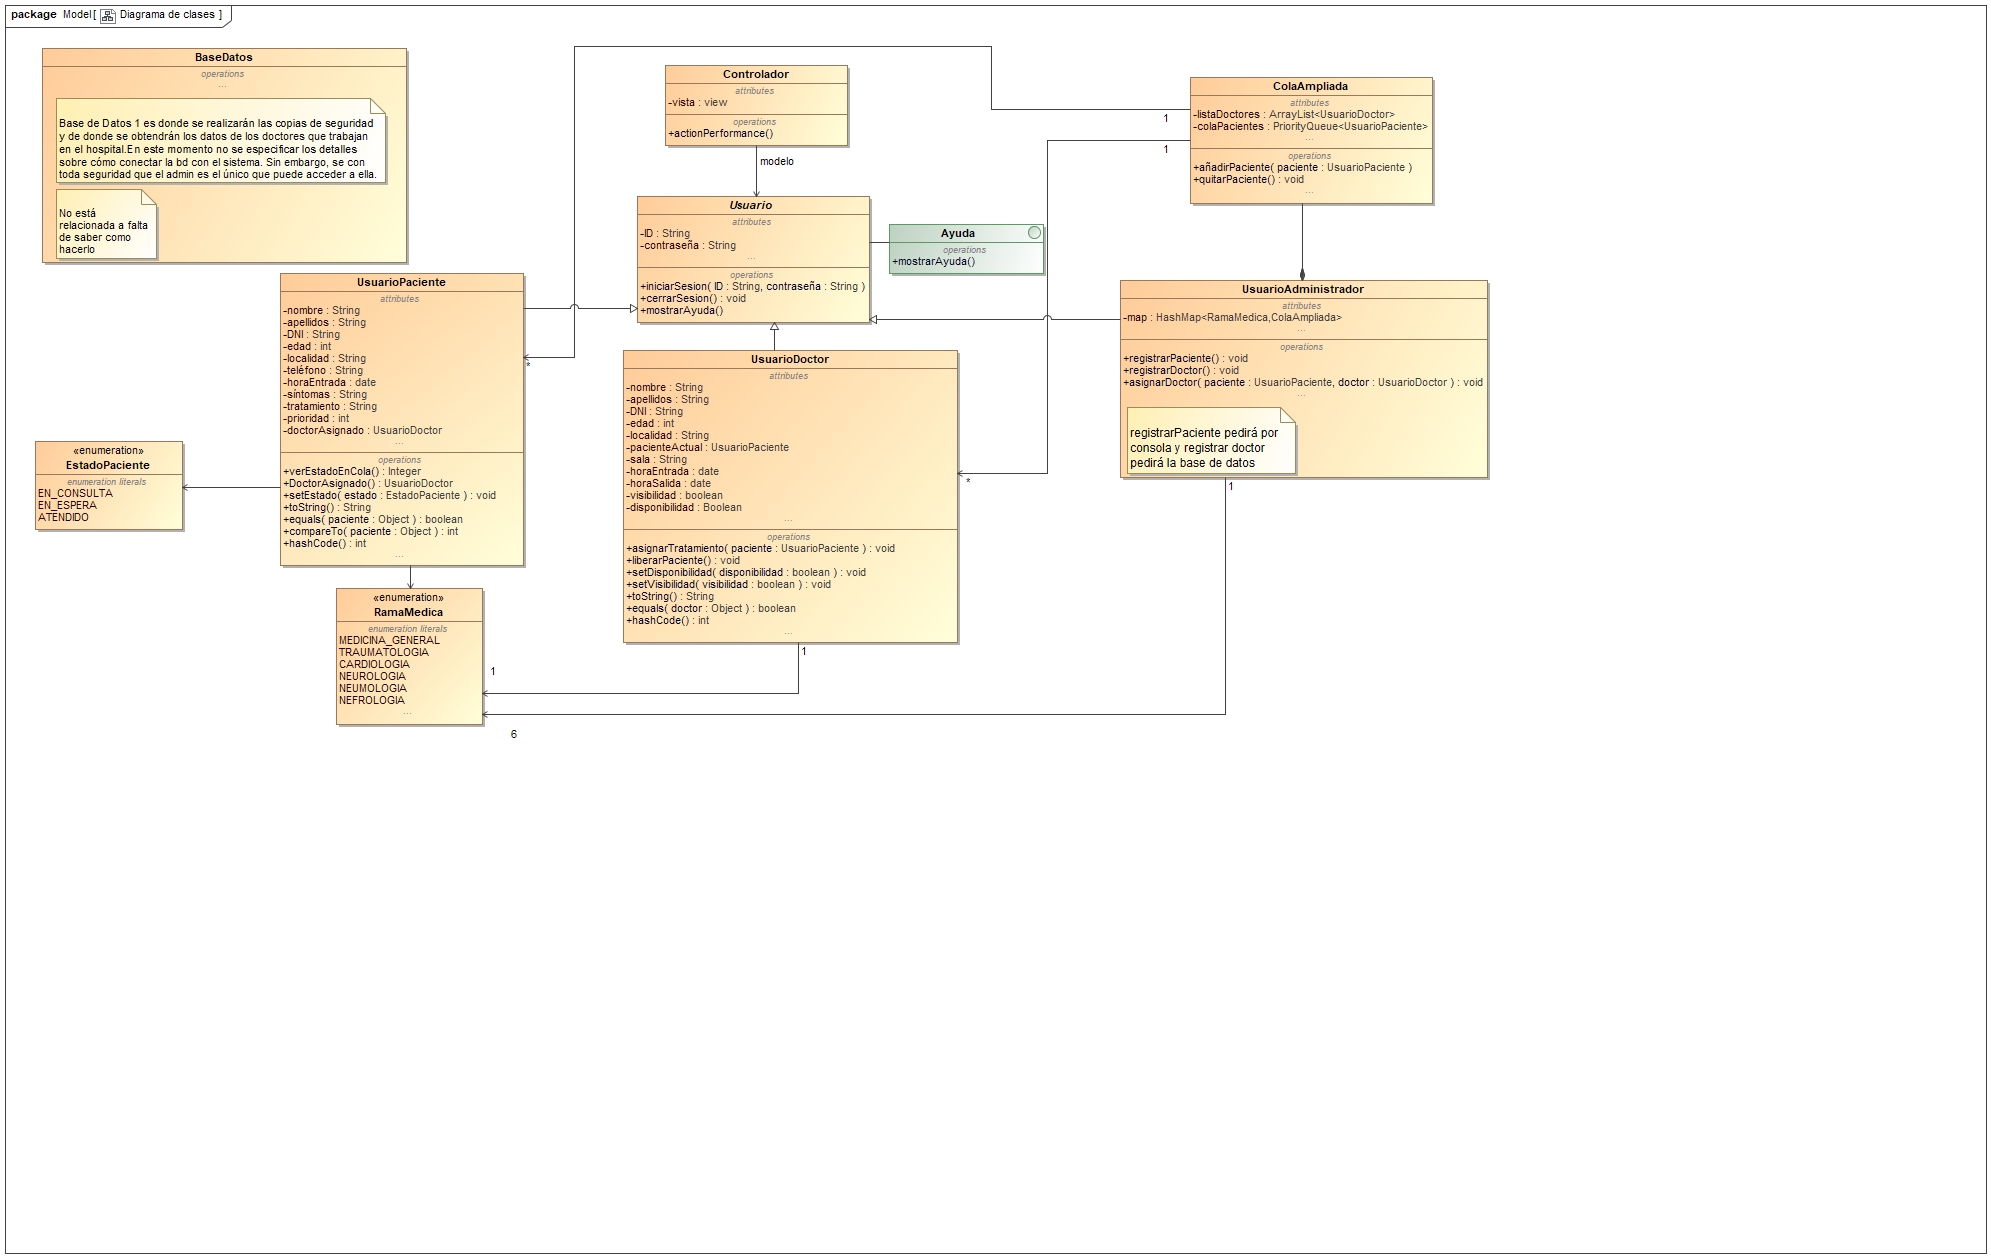 package Model[ Diagrama de clases ]
BaseDatos
operations
...
Base de Datos 1 es donde se realizarán las copias de seguridad
y de donde se obtendrán los datos de los doctores que trabajan
en el hospital.En este momento no se especificar los detalles
sobre cómo conectar la bd con el sistema. Sin embargo, se con
toda seguridad que el admin es el único que puede acceder a ella.
No está
relacionada a falta
de saber como
hacerlo
Controlador
attributes
-vista : view
operations
+actionPerformance()
modelo
ColaAmpliada
attributes
-listaDoctores : ArrayList<UsuarioDoctor>
-colaPacientes : PriorityQueue<UsuarioPaciente>
...
operations
+añadirPaciente( paciente : UsuarioPaciente )
+quitarPaciente() : void
...
1
1
Usuario
attributes
-ID : String
-contraseña : String
...
operations
+iniciarSesion( ID : String, contraseña : String )
+cerrarSesion() : void
+mostrarAyuda()
Ayuda
operations
+mostrarAyuda()
UsuarioPaciente
attributes
-nombre : String
-apellidos : String
-DNI : String
-edad : int
-localidad : String
-teléfono : String
-horaEntrada : date
-síntomas : String
-tratamiento : String
-prioridad : int
-doctorAsignado : UsuarioDoctor
...
operations
+verEstadoEnCola() : Integer
+DoctorAsignado() : UsuarioDoctor
+setEstado( estado : EstadoPaciente ) : void
+toString() : String
+equals( paciente : Object ) : boolean
+compareTo( paciente : Object ) : int
+hashCode() : int
...
*
UsuarioAdministrador
attributes
-map : HashMap<RamaMedica,ColaAmpliada>
...
operations
+registrarPaciente() : void
+registrarDoctor() : void
+asignarDoctor( paciente : UsuarioPaciente, doctor : UsuarioDoctor ) : void
...
registrarPaciente pedirá por
consola y registrar doctor
pedirá la base de datos
1
UsuarioDoctor
attributes
-nombre : String
-apellidos : String
-DNI : String
-edad : int
-localidad : String
-pacienteActual : UsuarioPaciente
-sala : String
-horaEntrada : date
-horaSalida : date
-visibilidad : boolean
-disponibilidad : Boolean
...
operations
+asignarTratamiento( paciente : UsuarioPaciente ) : void
+liberarPaciente() : void
+setDisponibilidad( disponibilidad : boolean ) : void
+setVisibilidad( visibilidad : boolean ) : void
+toString() : String
+equals( doctor : Object ) : boolean
+hashCode() : int
...
*
1
«enumeration»
EstadoPaciente
enumeration literals
EN_CONSULTA
EN_ESPERA
ATENDIDO
«enumeration»
RamaMedica
enumeration literals
MEDICINA_GENERAL
TRAUMATOLOGIA
CARDIOLOGIA
NEUROLOGIA
NEUMOLOGIA
NEFROLOGIA
...
1
6